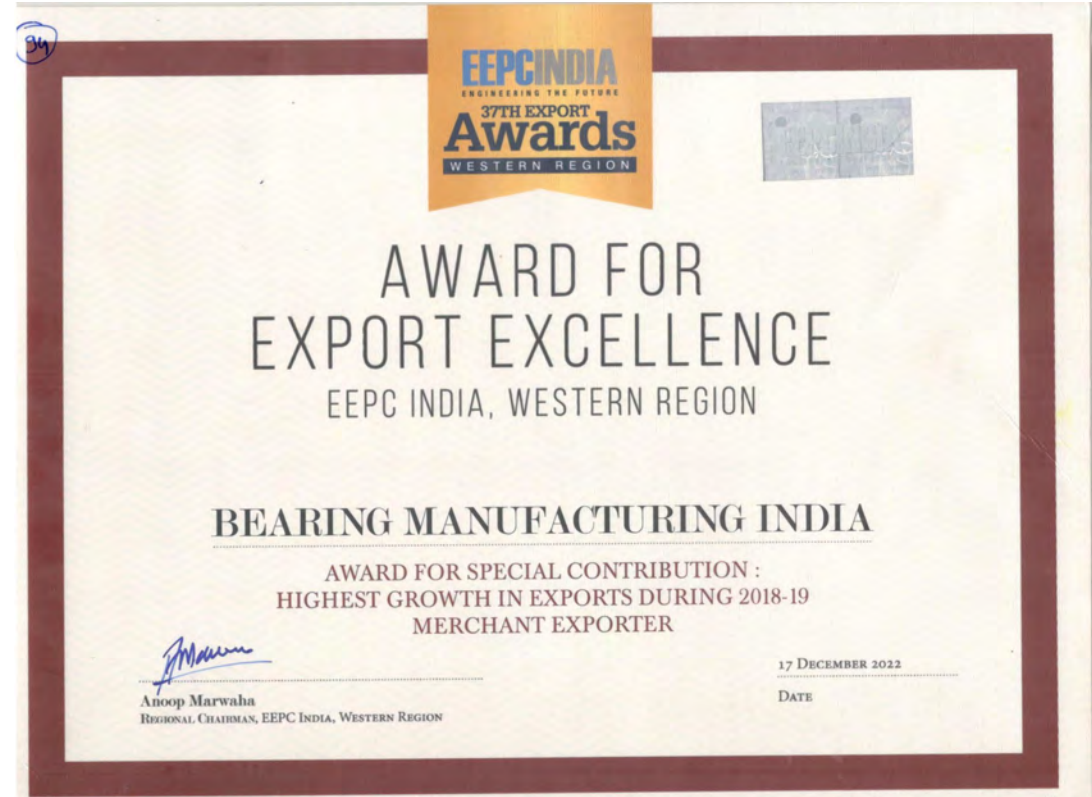 94
EEPCINDIA
ENGINEERING THE FUTURE
37TH EXPORT
Awards
WESTERN REGION
AWARD FOR
EXPORT EXCELLENCE
EEPC INDIA, WESTERN REGION
BEARING MANUFACTURING INDIA
AWARD FOR SPECIAL CONTRIBUTION :
HIGHEST GROWTH IN EXPORTS DURING 2018-19
MERCHANT EXPORTER
17 DECEMBER 2022
DATE
Anoop Marwaha
REGIONAL CHAIRMAN, EEPC INDIA, WESTERN REGION